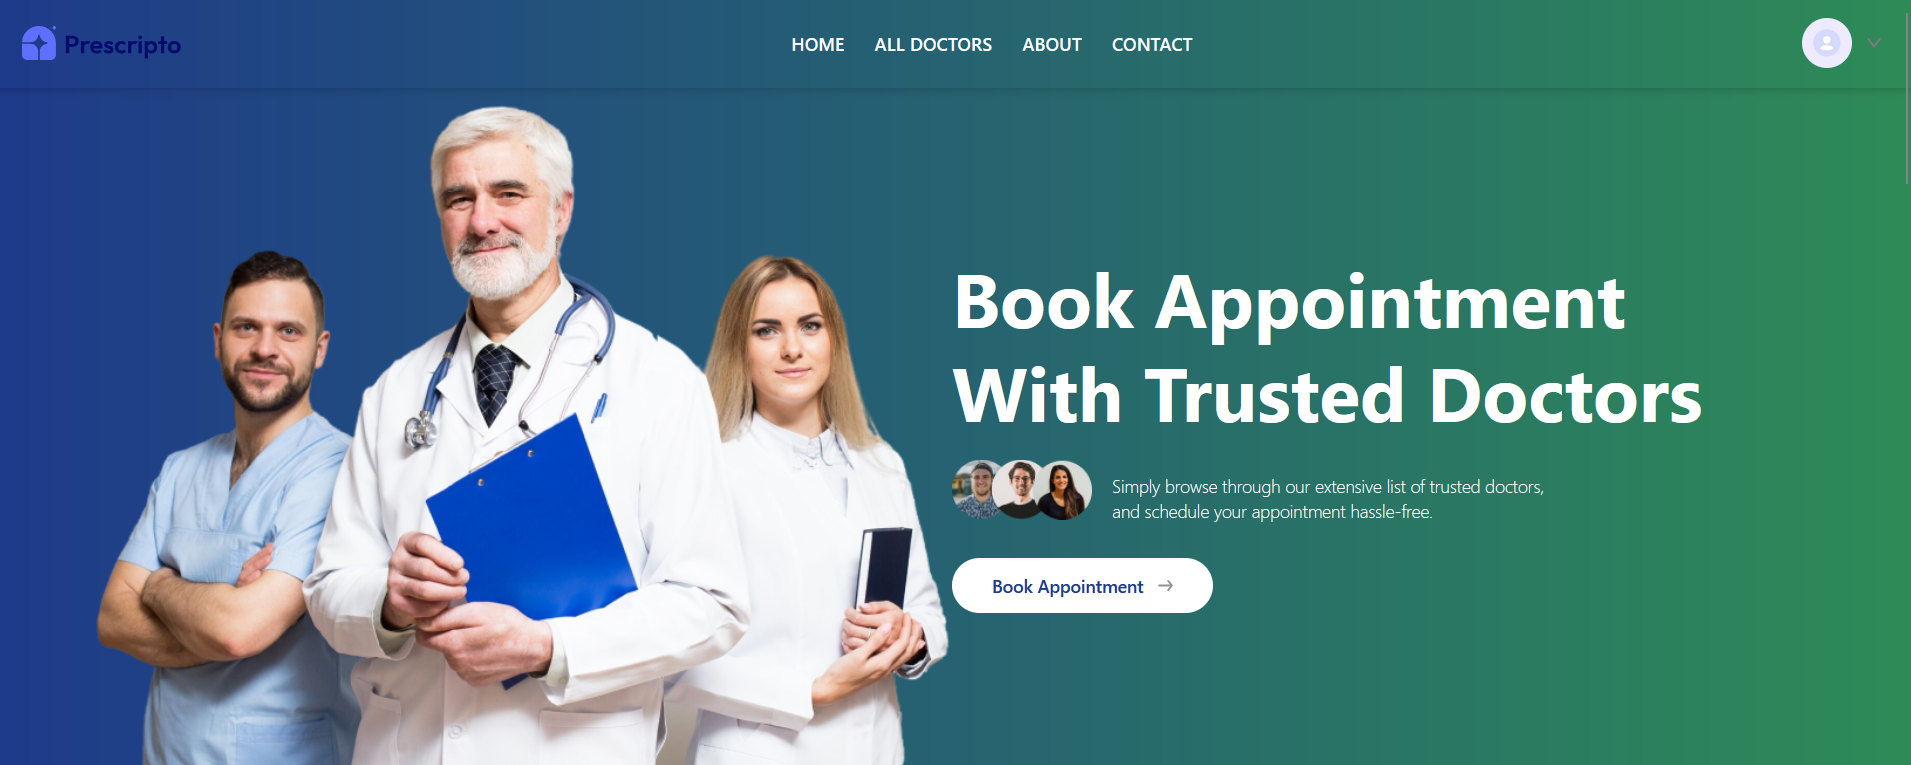 Prescripto
HOME ALL DOCTORS ABOUT CONTACT
Book Appointment
With Trusted Doctors
Simply browse through our extensive list of trusted doctors,
and schedule your appointment hassle-free.
Book Appointment →